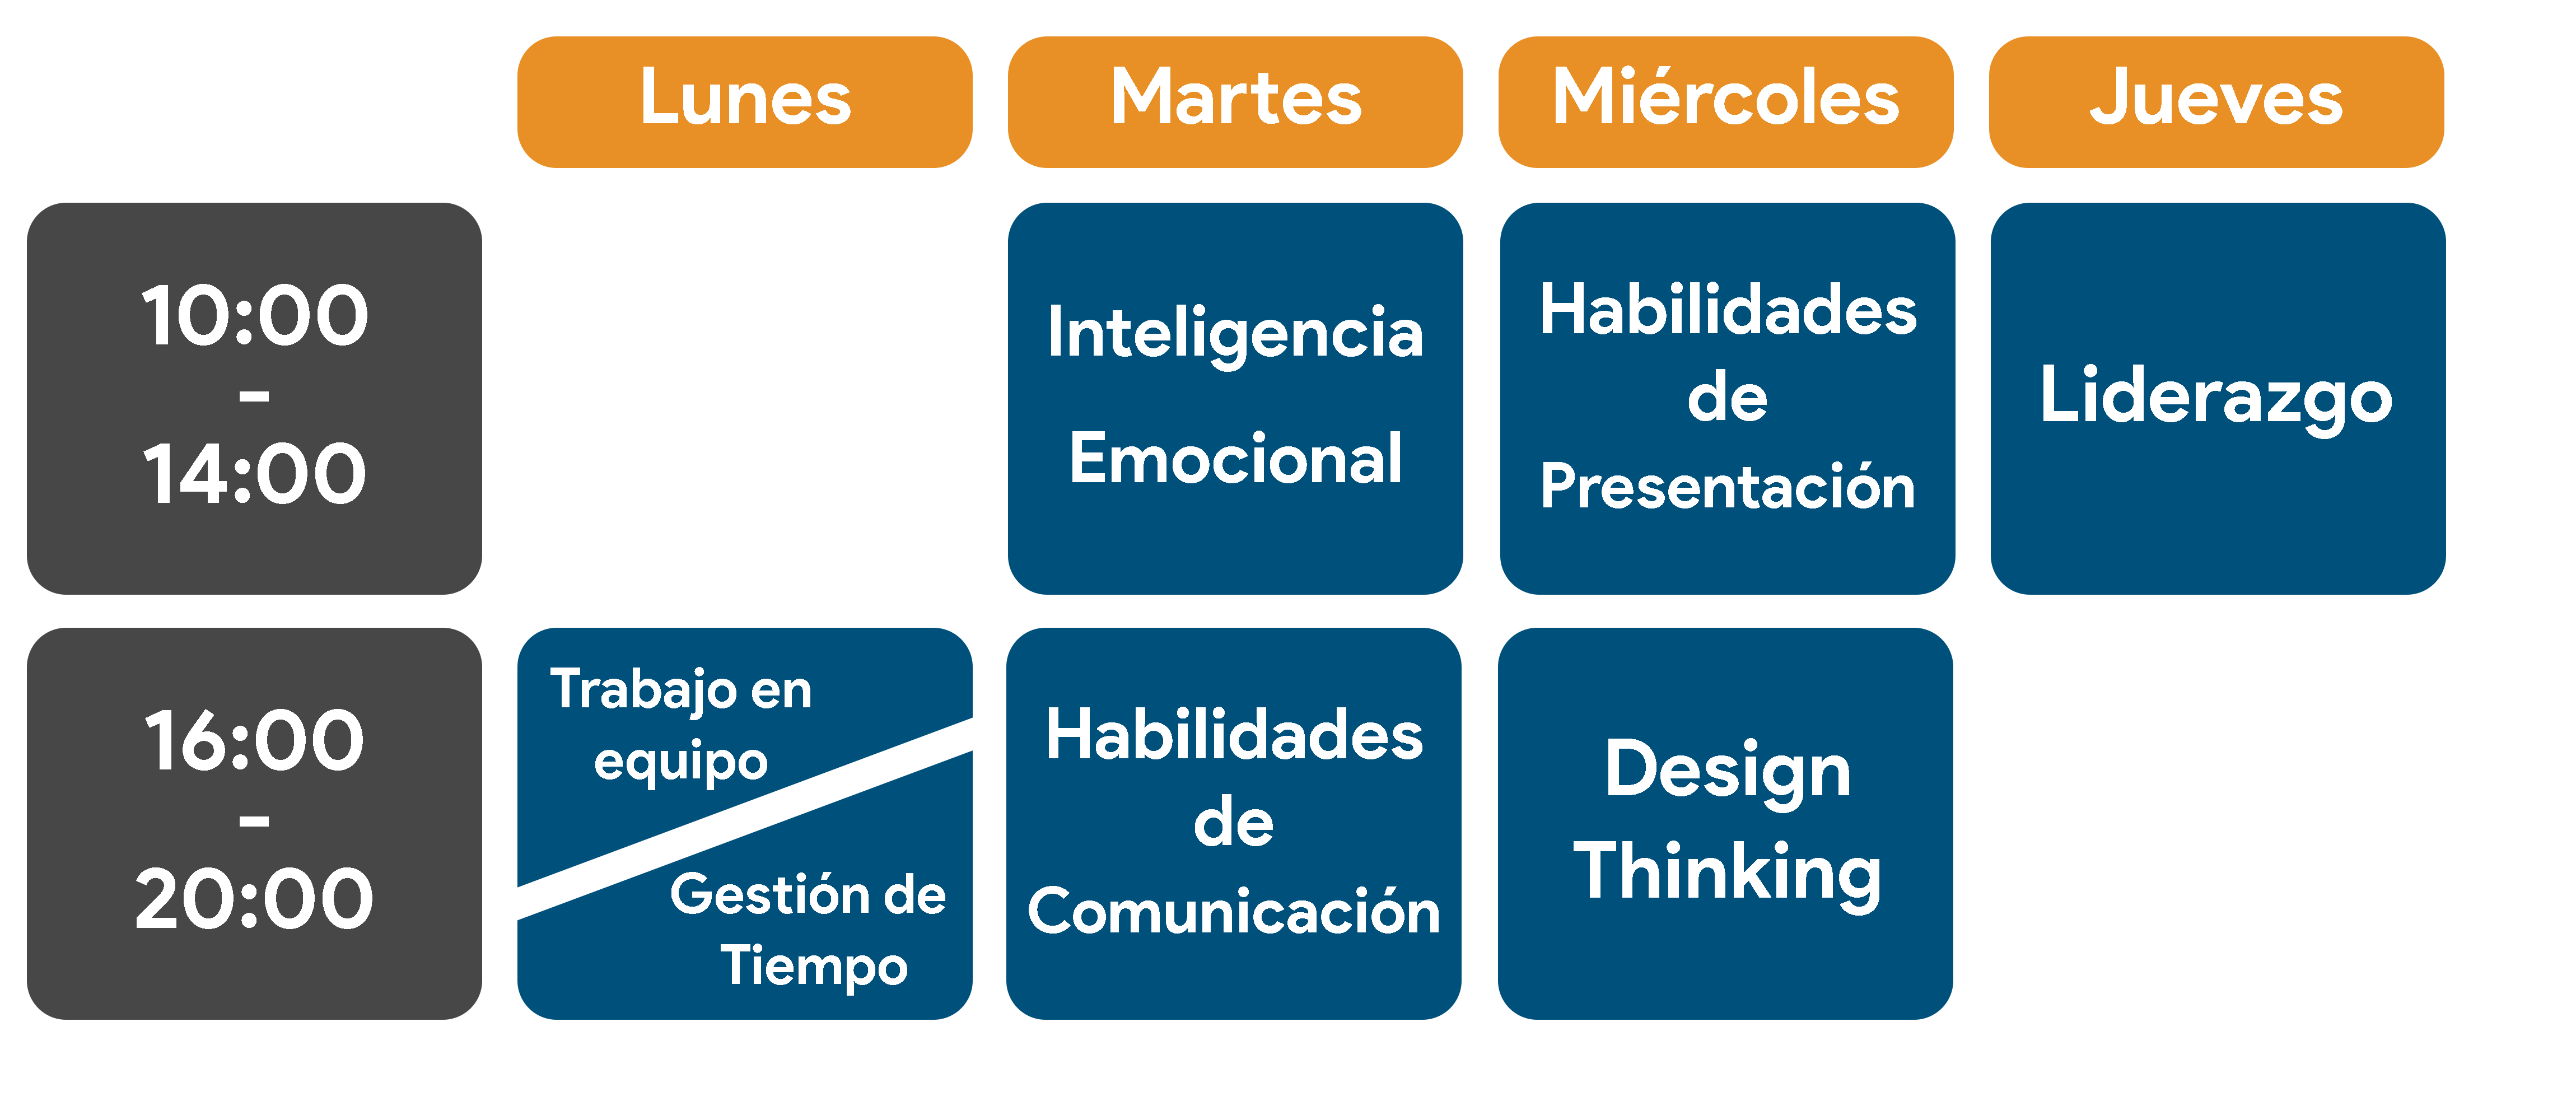 Lunes
Martes
Miércoles
Jueves
10:00
-
14:00
Inteligencia
Emocional
Habilidades
de
Presentación
Liderazgo
16:00
-
20:00
Trabajo en
equipo
Gestión de
Tiempo
Habilidades
de
Comunicación
Design
Thinking